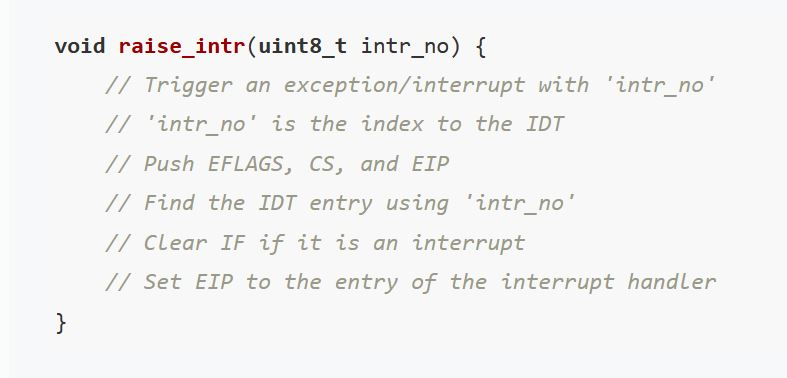 void raise_intr(uint8_t intr_no) {
    // Trigger an exception/interrupt with 'intr_no'
    // 'intr_no' is the index to the IDT
    // Push EFLAGS, CS, and EIP
    // Find the IDT entry using 'intr_no'
    // Clear IF if it is an interrupt
    // Set EIP to the entry of the interrupt handler
}